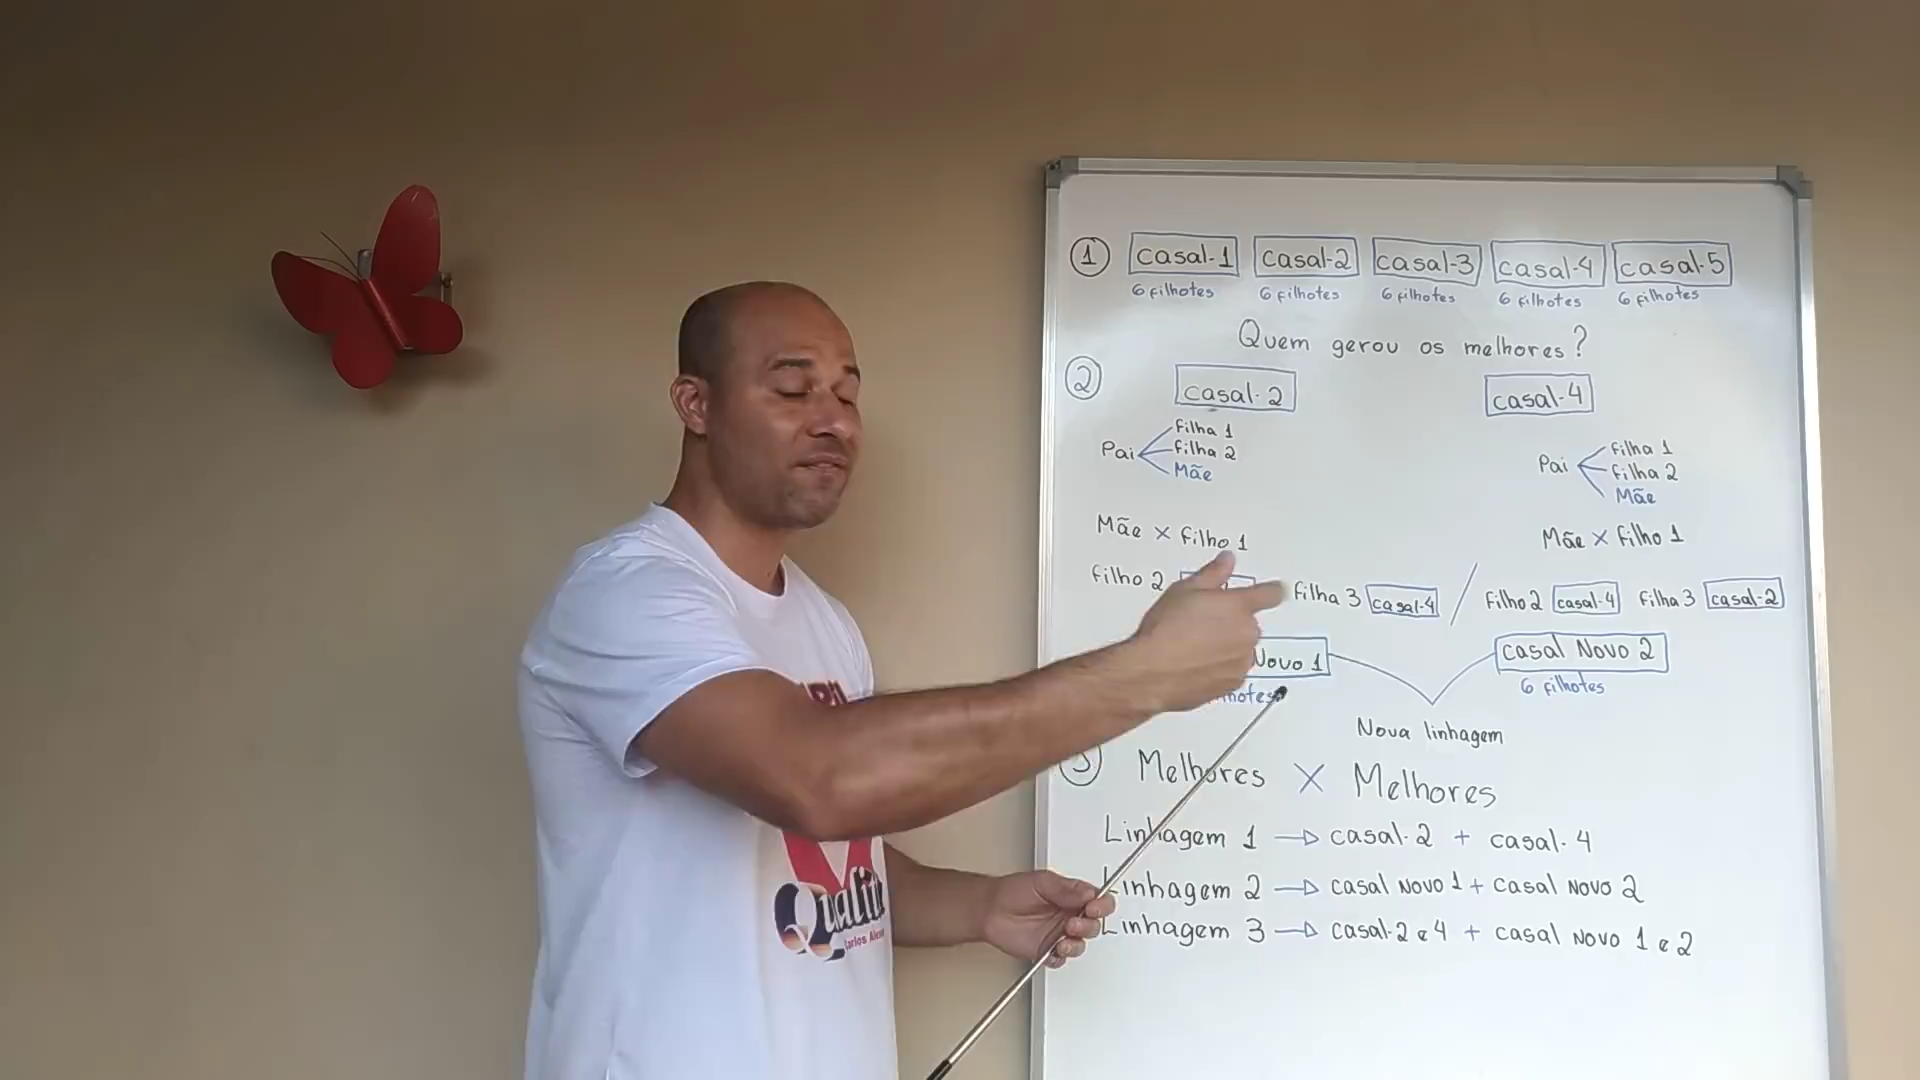 1 casal-1 casal-2 casal-3 casal-4 casal-5
6 filhotes 6 filhotes 6 filhotes 6 filhotes 6 filhotes
Quem gerou os melhores?
2 casal-2 casal-4
Pai filha 1
filha 2
Mãe
Pai filha 1
filha 2
Mãe
Mãe X filho 1 Mãe X filho 1
filho 2 filha 3 casal-4 / filho 2 casal-4 filha 3 casal-2
Novo 1 casal Novo 2
6 filhotes
Nova linhagem
3 Melhores X Melhores
Linhagem 1 → casal-2 + casal-4
Linhagem 2 → casal Novo 1 + casal Novo 2
Linhagem 3 → casal-2 e 4 + casal Novo 1 e 2
Qualit
Carlos Ale